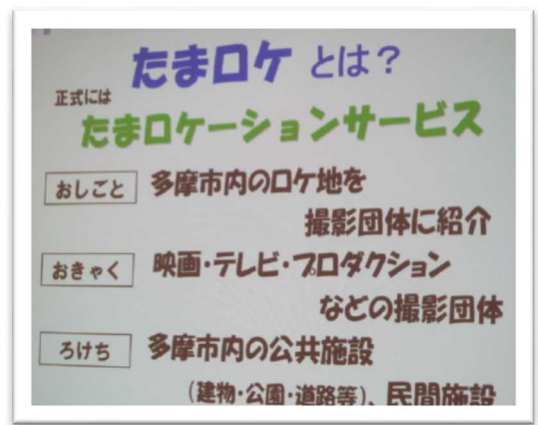 たまロケ とは？
正式には
たまロケーションサービス
おしごと 多摩市内のロケ地を
撮影団体に紹介
おきゃく 映画・テレビ・プロダクション
などの撮影団体
ろけち 多摩市内の公共施設
（建物・公園・道路等）、民間施設